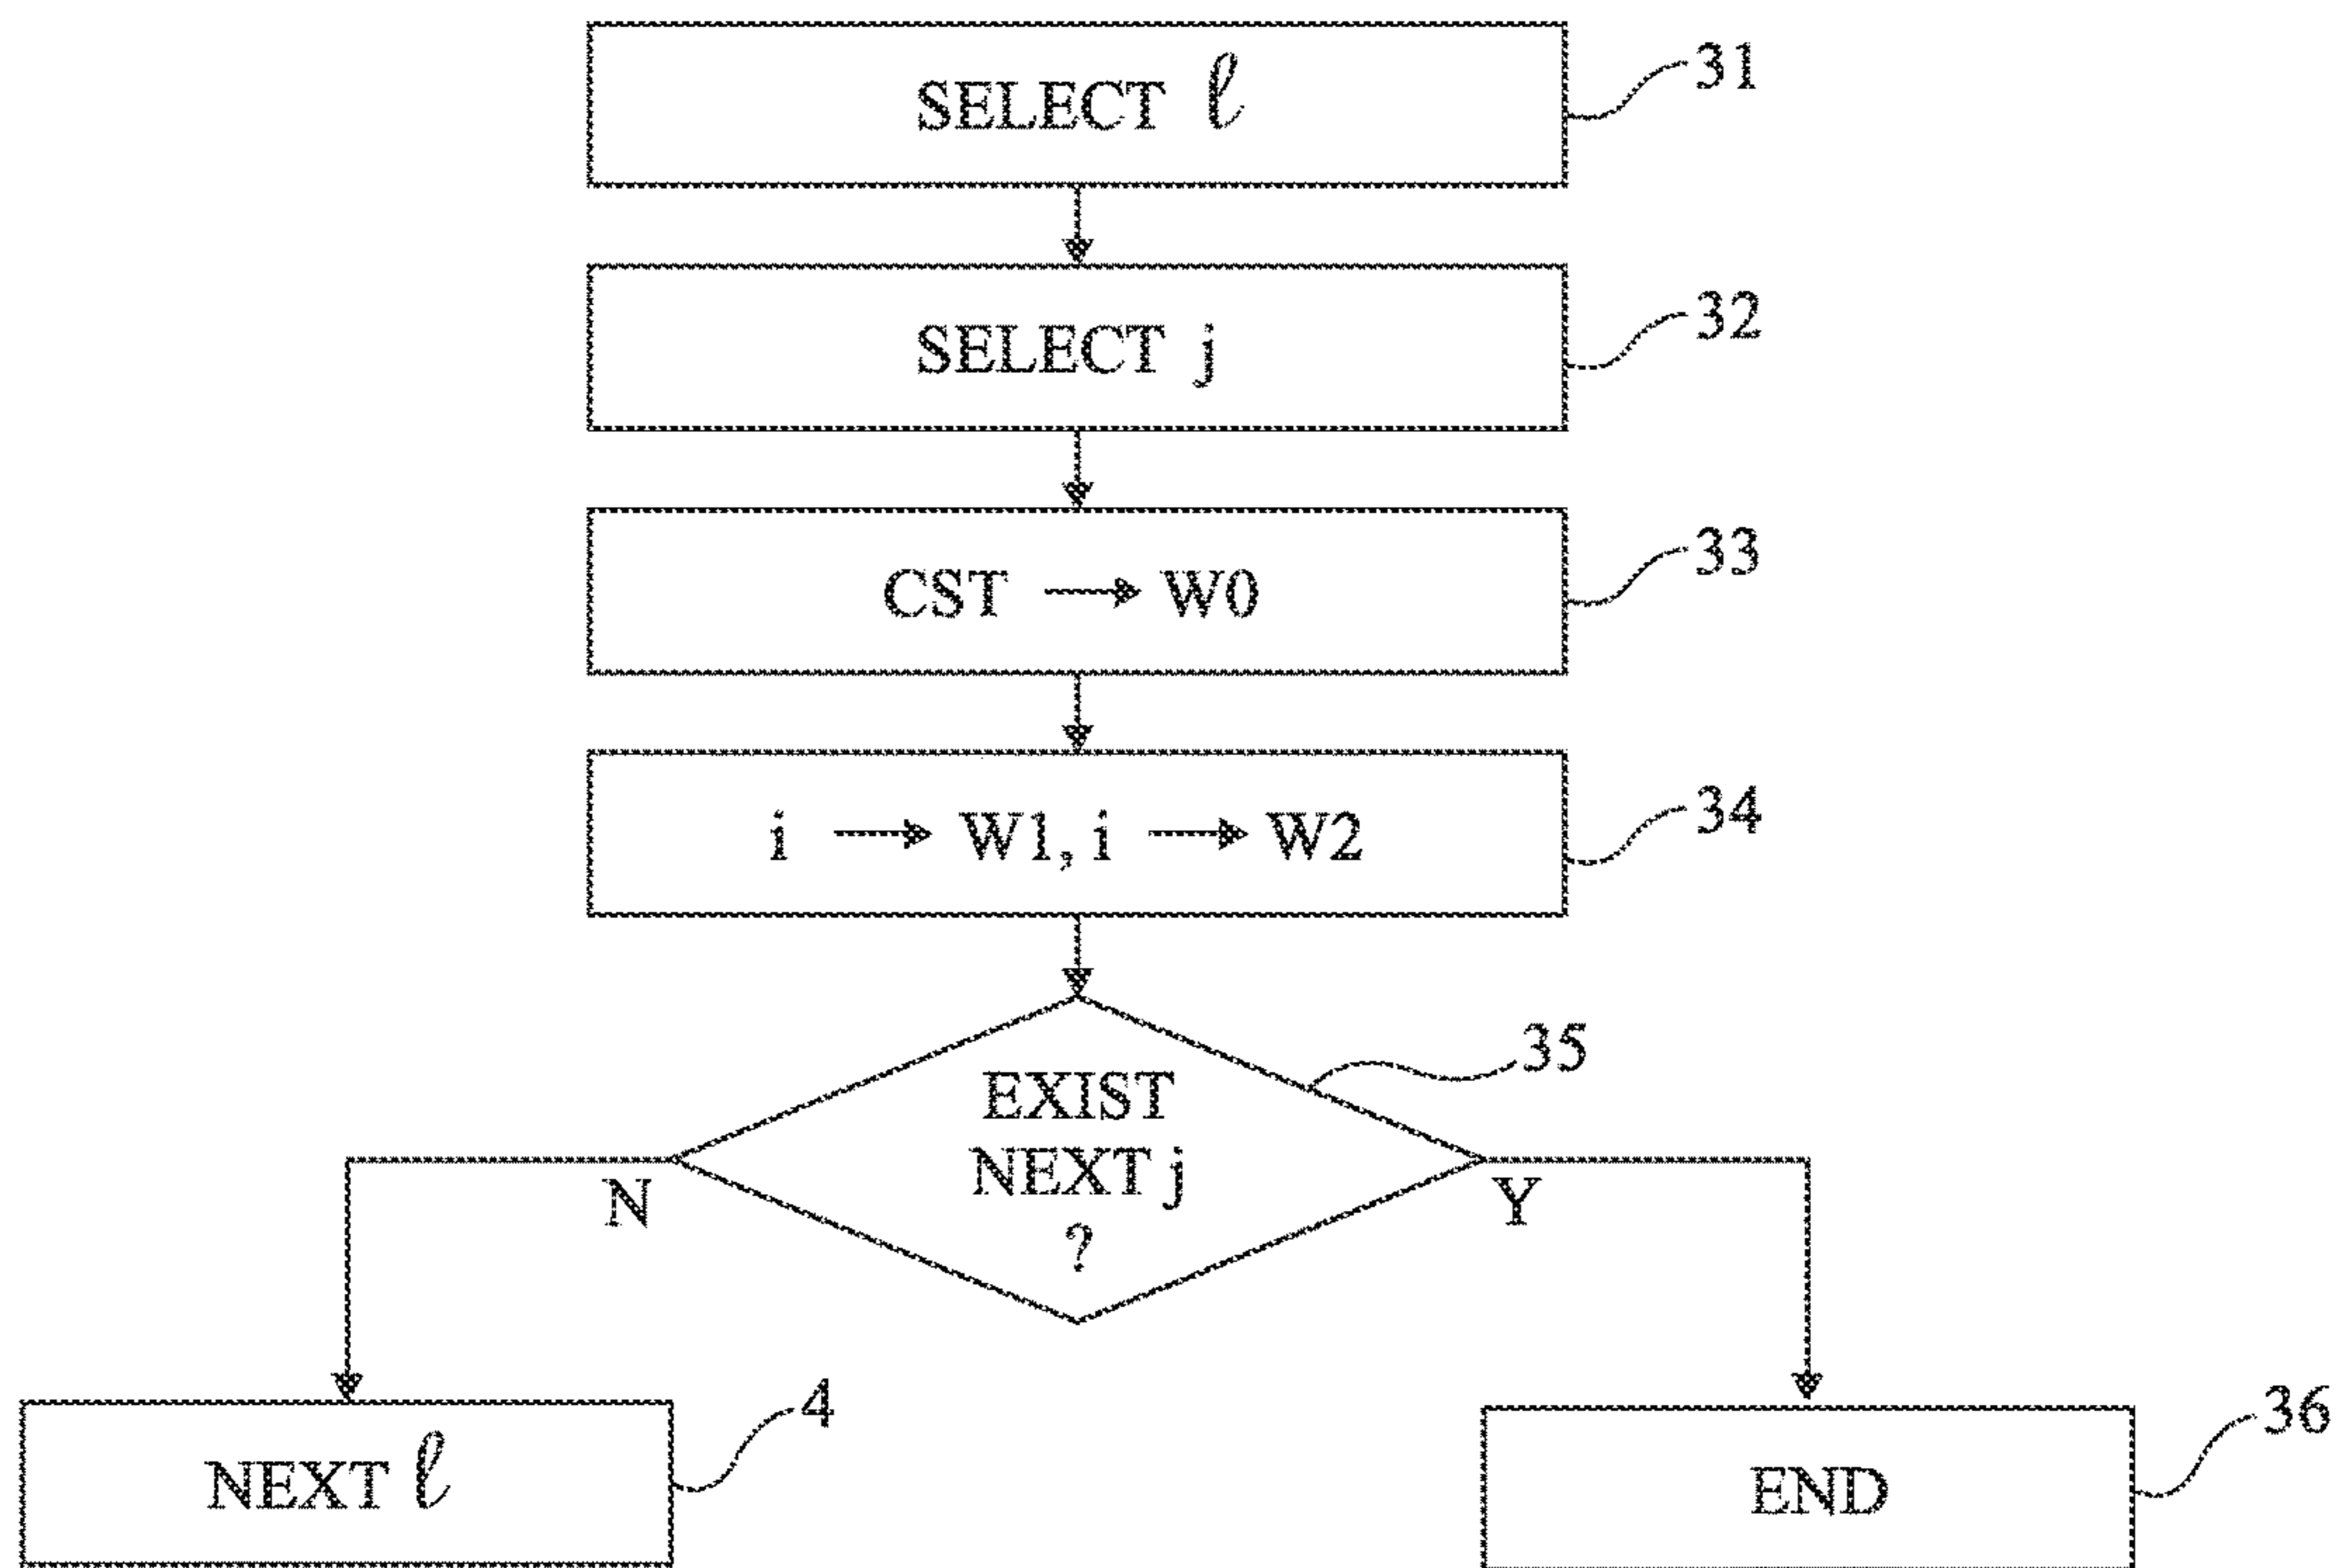 SELECT ℓ
31
SELECT j
32
CST → W0
33
i → W1, i → W2
34
35
EXIST
NEXT j
?
N
Y
NEXT ℓ
4
END
36